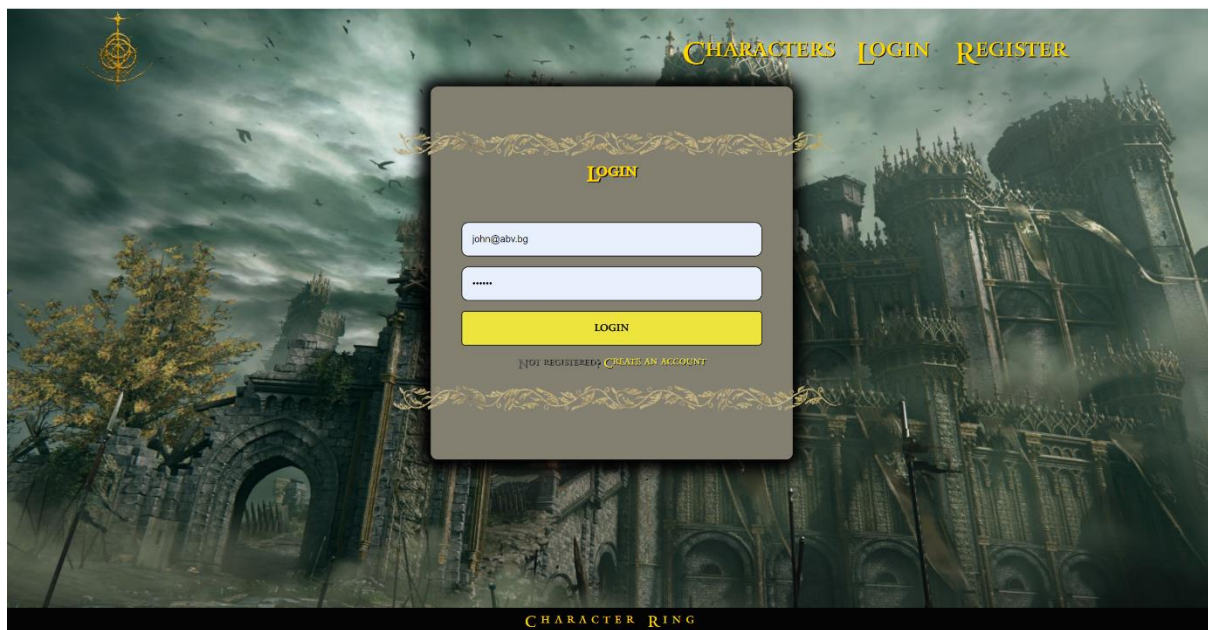 Characters Login Register
Login
john@abv.bg
••••••
LOGIN
Not registered? Create an account
Character Ring